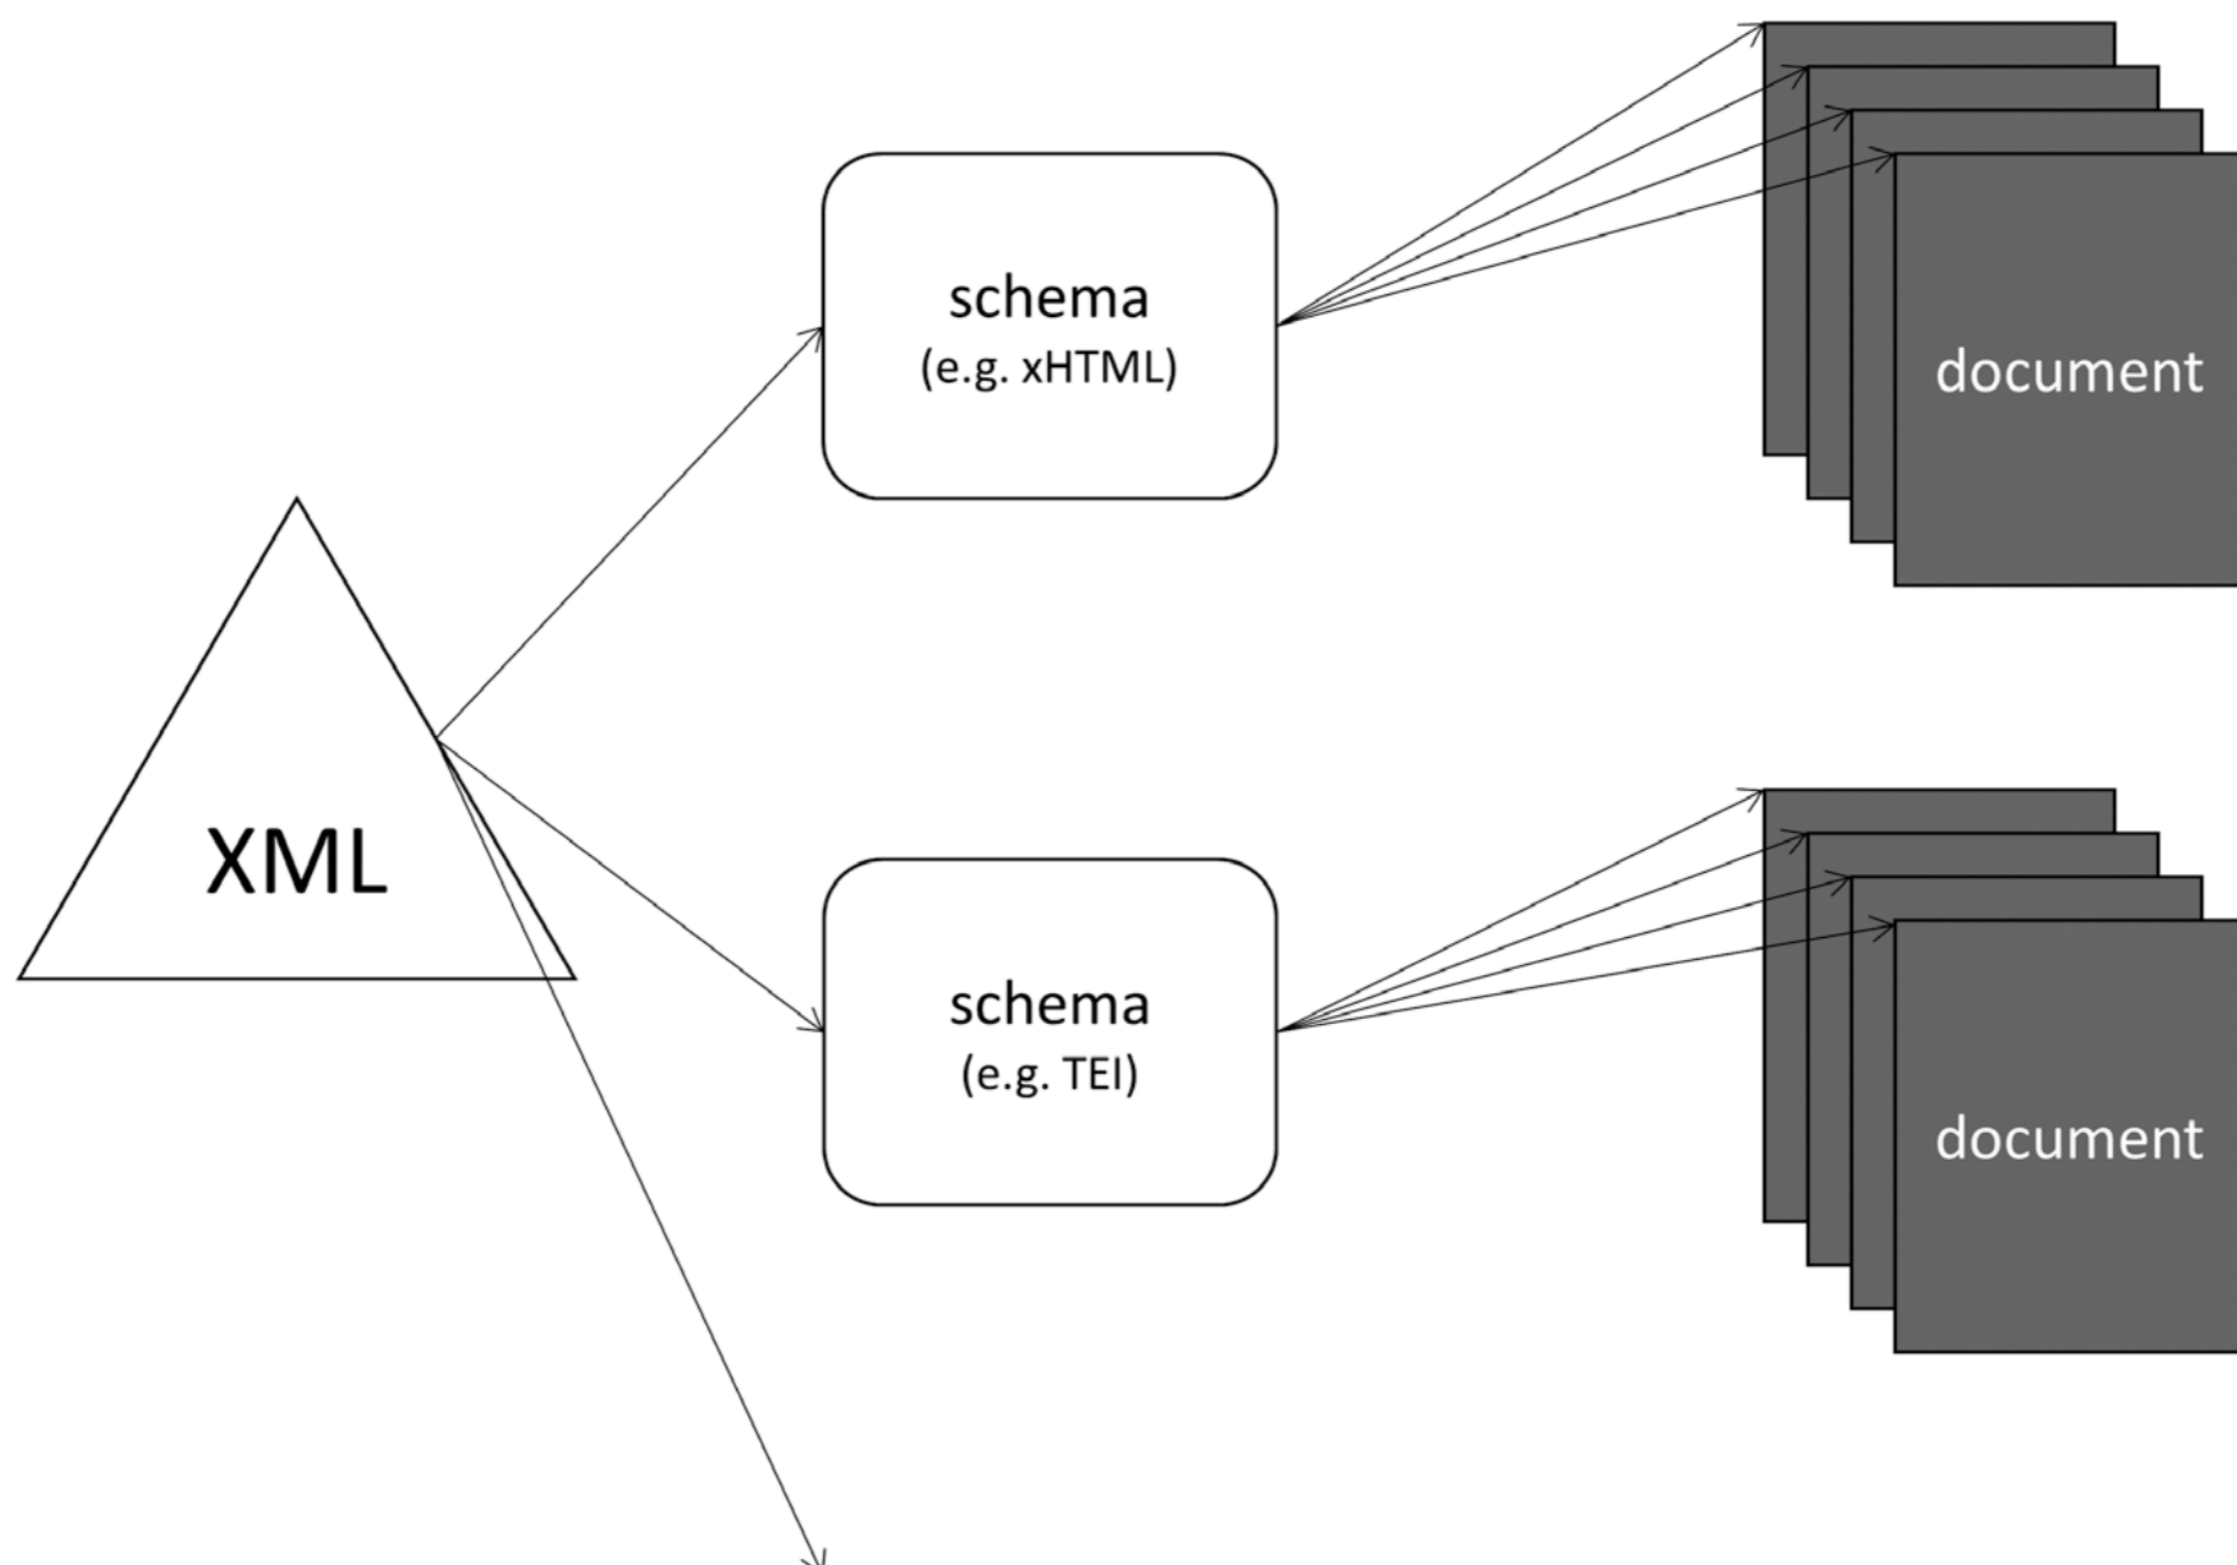 schema
(e.g. xHTML)
document
XML
schema
(e.g. TEI)
document